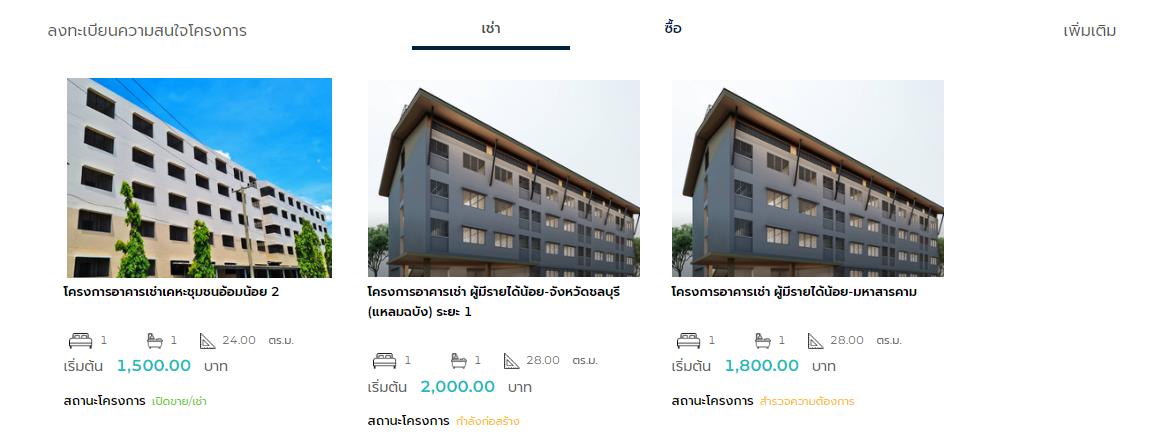 ลงทะเบียนความสนใจโครงการ
เช่า
ซื้อ
เพิ่มเติม
โครงการอาคารเช่าเคหะชุมชนอ้อมน้อย 2
1 1 24.00 ตร.ม.
เริ่มต้น 1,500.00 บาท
สถานะโครงการ เปิดขาย/เช่า
โครงการอาคารเช่า ผู้มีรายได้น้อย-จังหวัดชลบุรี
(แหลมฉบัง) ระยะ 1
1 1 28.00 ตร.ม.
เริ่มต้น 2,000.00 บาท
สถานะโครงการ กำลังก่อสร้าง
โครงการอาคารเช่า ผู้มีรายได้น้อย-มหาสารคาม
1 1 28.00 ตร.ม.
เริ่มต้น 1,800.00 บาท
สถานะโครงการ สำรวจความต้องการ